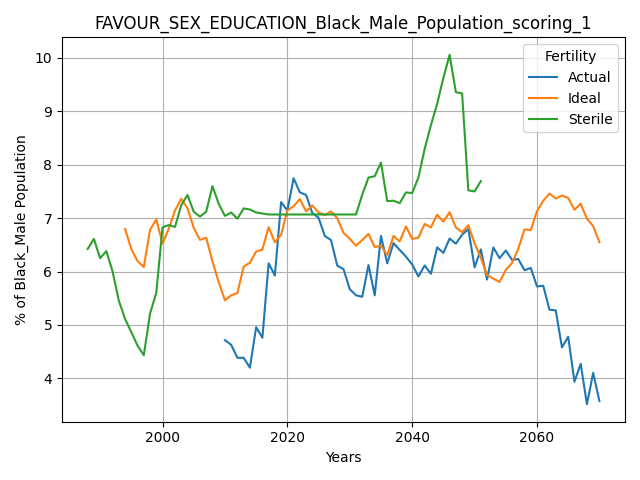 FAVOUR_SEX_EDUCATION_Black_Male_Population_scoring_1
% of Black_Male Population
10
9
8
7
6
5
4
2000
2020
2040
2060
Years
Fertility
Actual
Ideal
Sterile